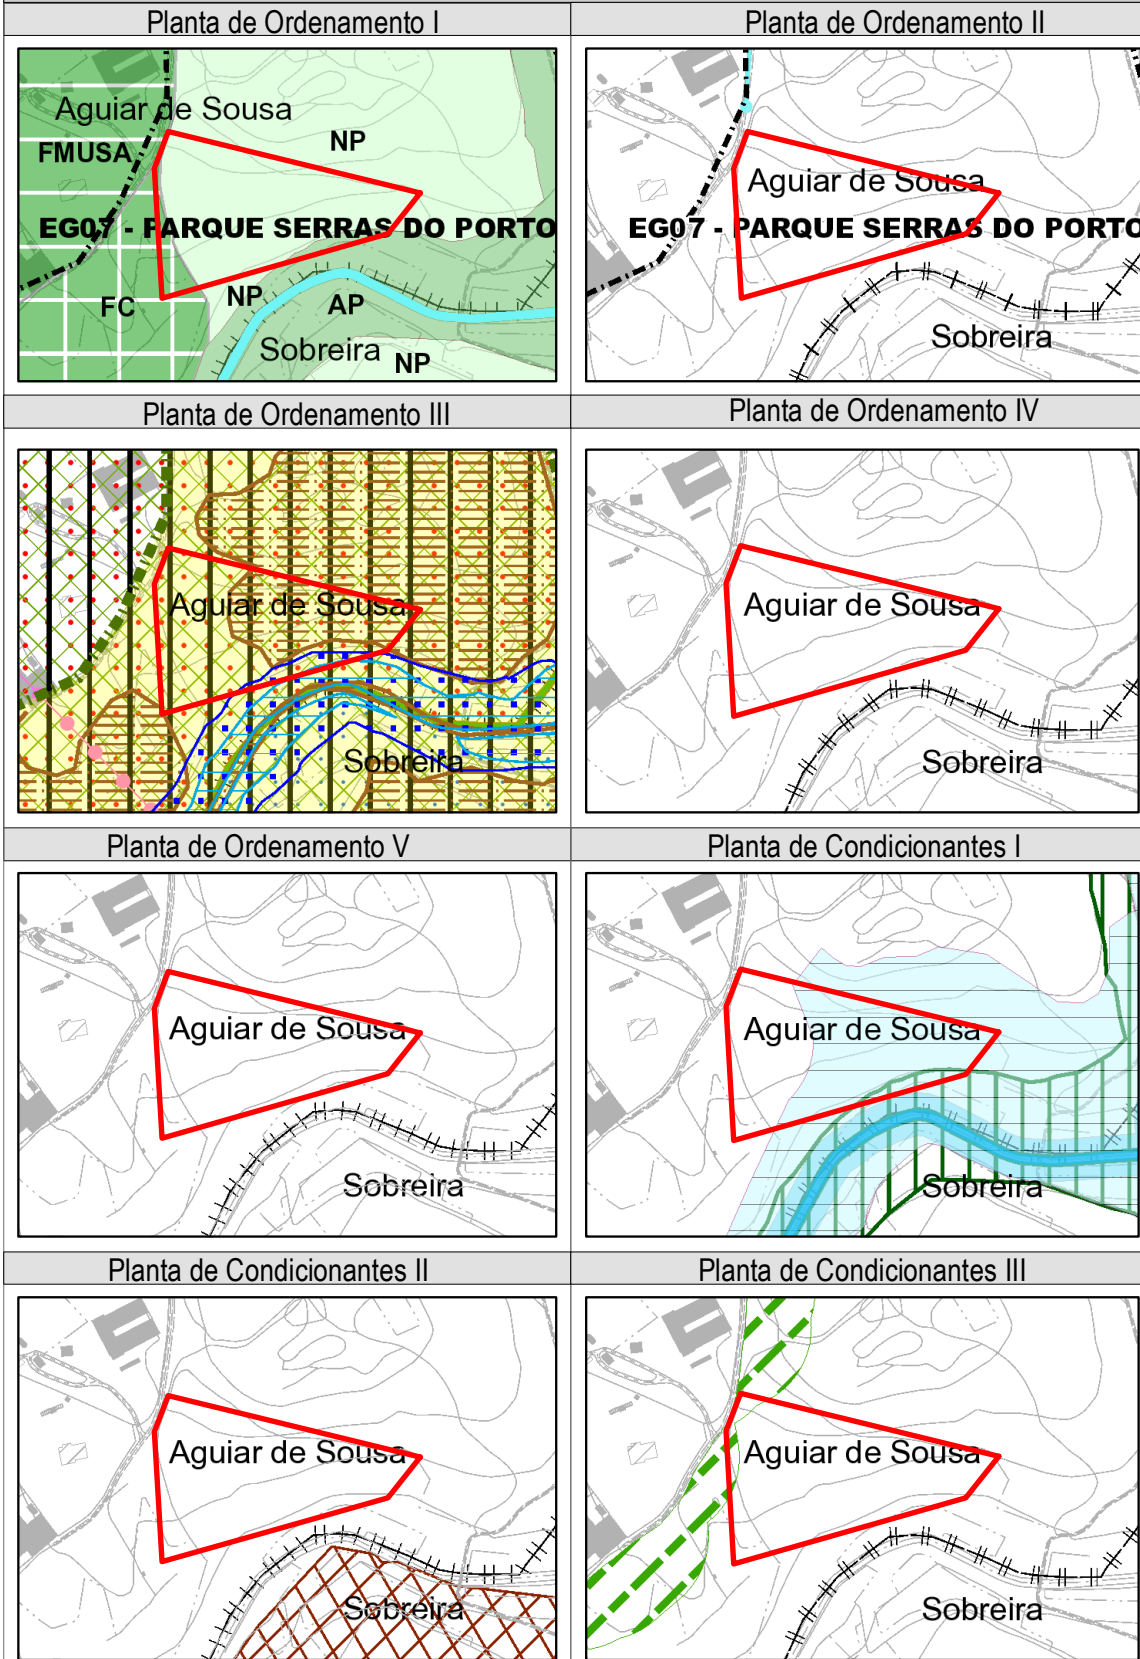 Planta de Ordenamento I
Planta de Ordenamento II
Aguiar de Sousa
FMUSA
NP
EG07 - PARQUE SERRAS DO PORTO
FC
NP
AP
Sobreira
NP
Aguiar de Sousa
EG07 - PARQUE SERRAS DO PORTO
Sobreira
Planta de Ordenamento III
Planta de Ordenamento IV
Aguiar de Sousa
Sobreira
Aguiar de Sousa
Sobreira
Planta de Ordenamento V
Planta de Condicionantes I
Aguiar de Sousa
Sobreira
Aguiar de Sousa
Sobreira
Planta de Condicionantes II
Planta de Condicionantes III
Aguiar de Sousa
Sobreira
Aguiar de Sousa
Sobreira